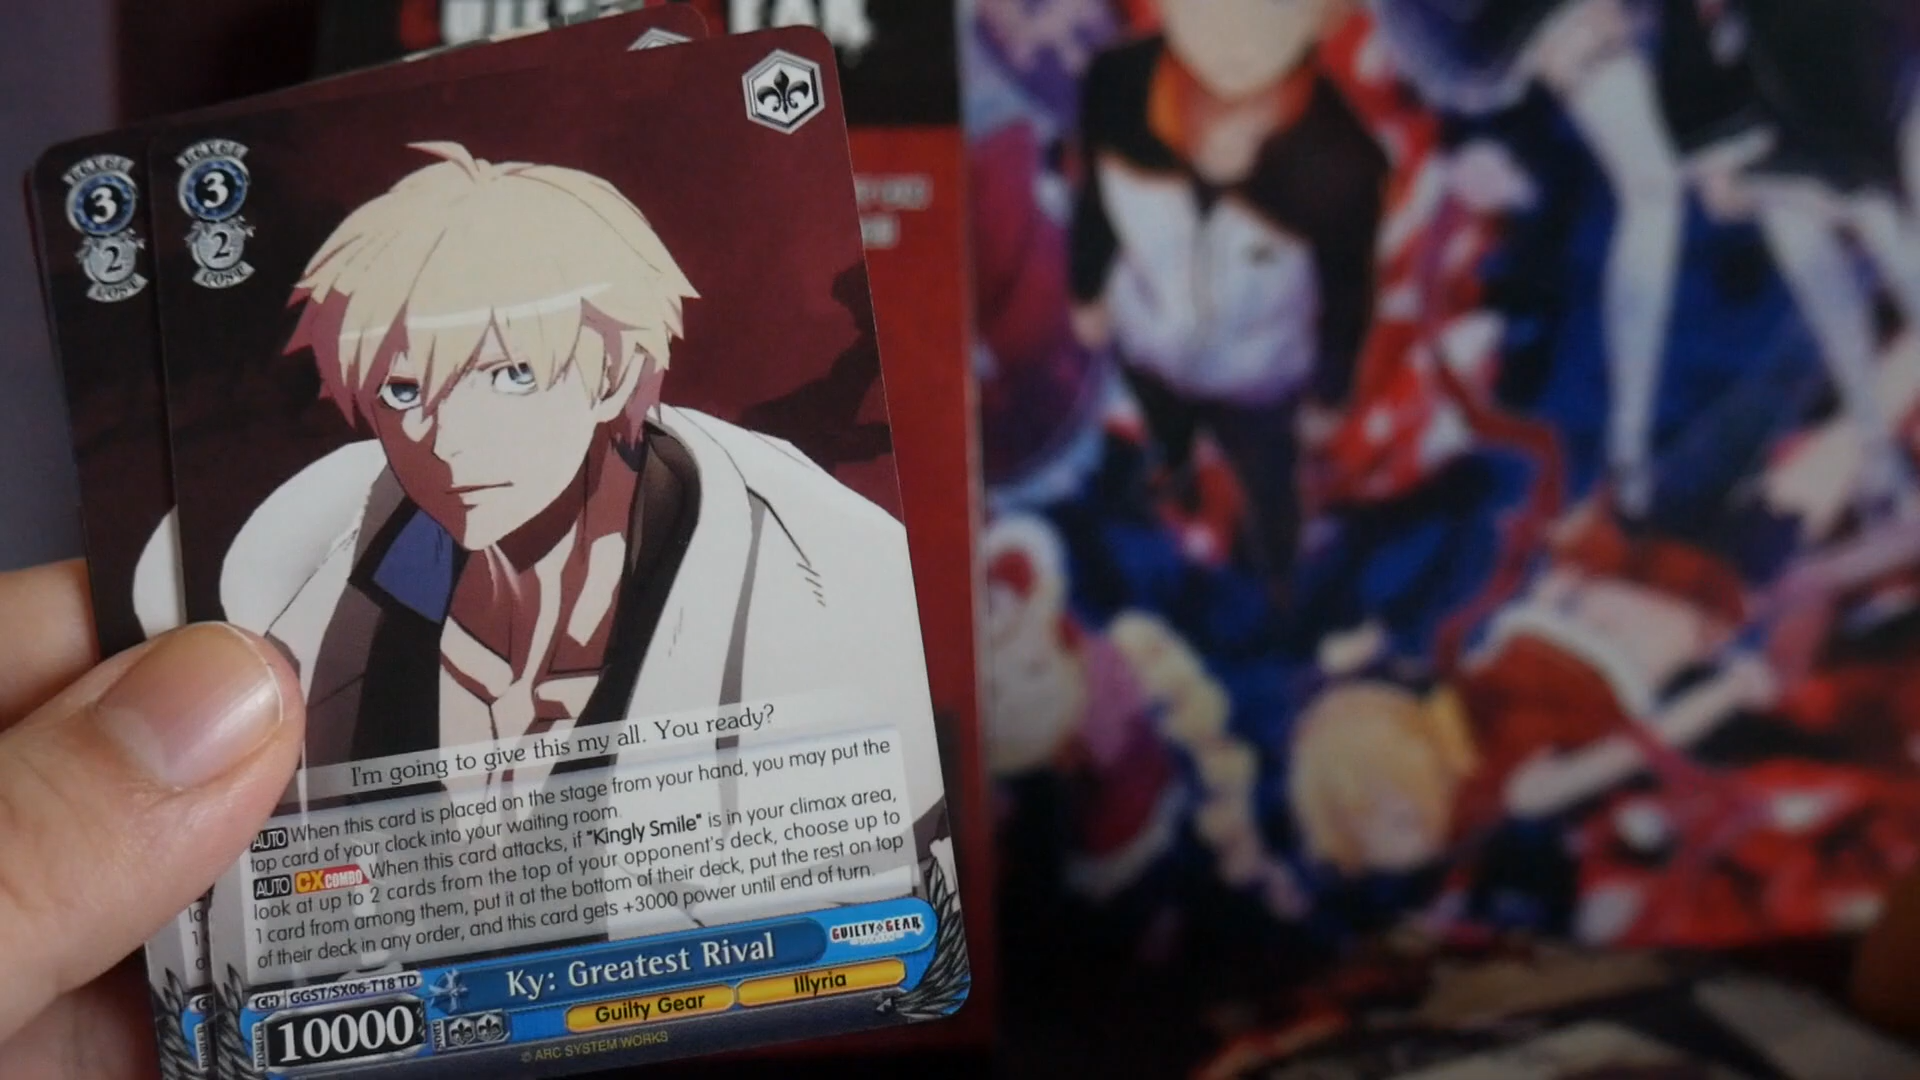 LEVEL
3
2
COST
LEVEL
3
2
COST
I'm going to give this my all. You ready?
AUTO When this card is placed on the stage from your hand, you may put the
top card of your clock into your waiting room.
AUTO CX COMBO When this card attacks, if "Kingly Smile" is in your climax area,
look at up to 2 cards from the top of your opponent's deck, choose up to
1 card from among them, put it at the bottom of their deck, put the rest on top
of their deck in any order, and this card gets +3000 power until end of turn.
Ky: Greatest Rival
GUILTY GEAR
CH GGST/SX06-T18 TD
Guilty Gear
Illyria
POWER
10000
SOUL
© ARC SYSTEM WORKS